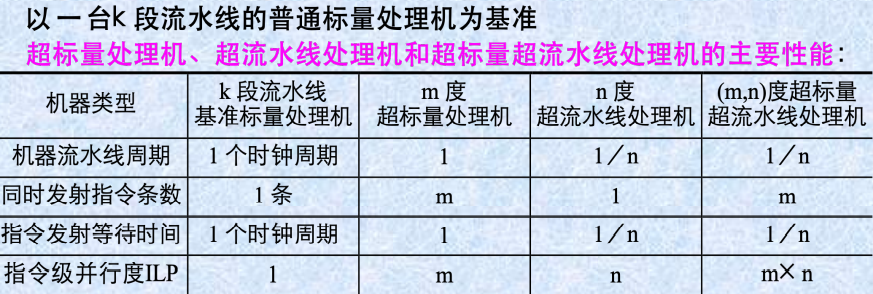 以一台k 段流水线的普通标量处理机为基准
超标量处理机、超流水线处理机和超标量超流水线处理机的主要性能：
机器类型
k 段流水线
基准标量处理机
m 度
超标量处理机
n 度
超流水线处理机
(m,n)度超标量
超流水线处理机
机器流水线周期 1 个时钟周期 1 1／n 1／n
同时发射指令条数 1 条 m 1 m
指令发射等待时间 1 个时钟周期 1 1／n 1／n
指令级并行度ILP 1 m n m× n